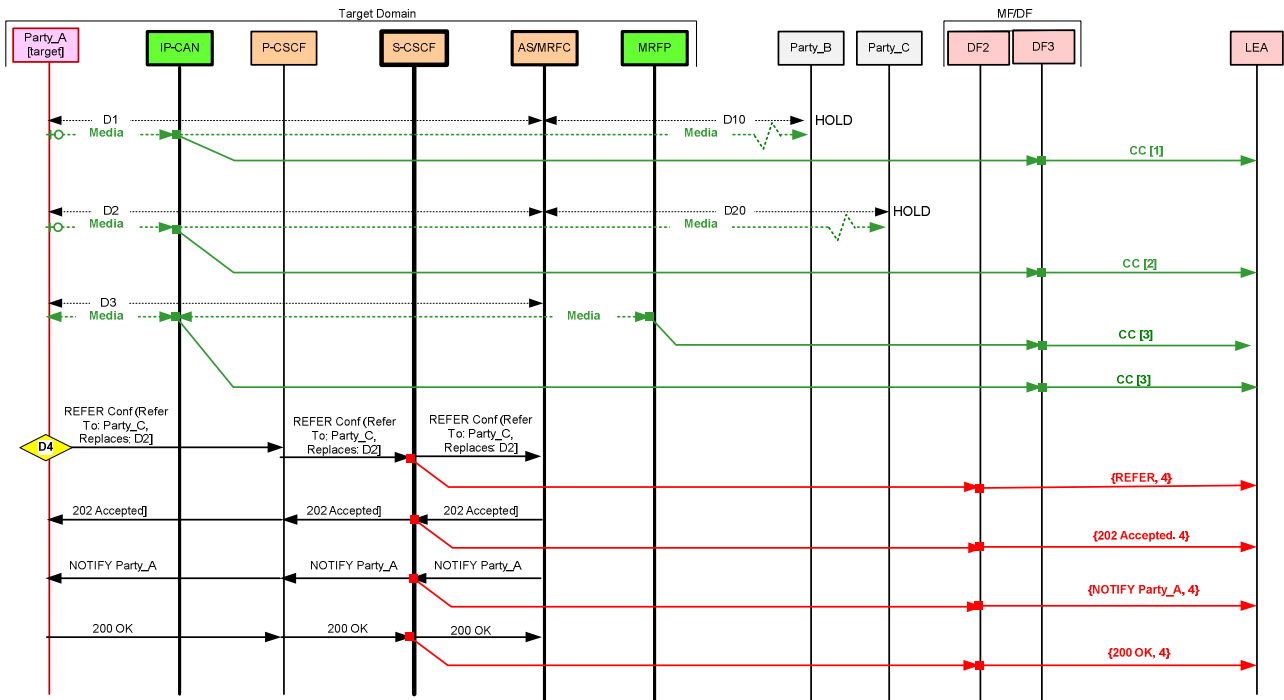 Target Domain
MF/DF
Party_A
[target]
IP-CAN
P-CSCF
S-CSCF
AS/MRFC
MRFP
Party_B
Party_C
DF2
DF3
LEA
D1
D10
HOLD
Media
Media
CC [1]
D2
D20
HOLD
Media
Media
CC [2]
D3
Media
Media
CC [3]
CC [3]
REFER Conf (Refer
To: Party_C,
Replaces: D2]
REFER Conf (Refer
To: Party_C,
Replaces: D2]
REFER Conf (Refer
To: Party_C,
Replaces: D2]
D4
{REFER, 4}
202 Accepted]
202 Accepted]
202 Accepted]
{202 Accepted. 4}
NOTIFY Party_A
NOTIFY Party_A
NOTIFY Party_A
{NOTIFY Party_A, 4}
200 OK
200 OK
200 OK
{200 OK, 4}